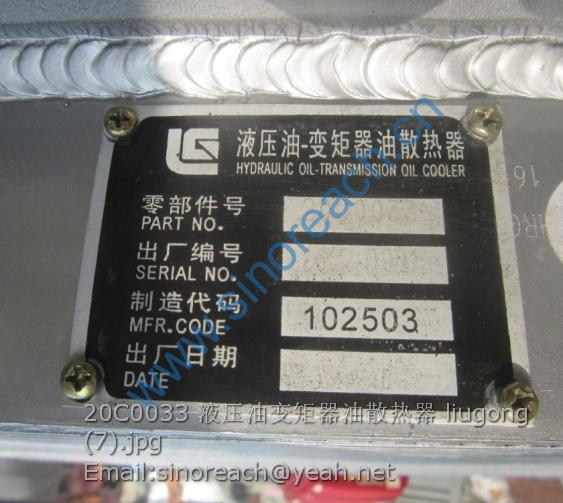 LG
液压油-变矩器油散热器
HYDRAULIC OIL-TRANSMISSION OIL COOLER
零部件号
PART NO.
出厂编号
SERIAL NO.
制造代码
MFR.CODE
102503
出厂日期
DATE
www.sinoreach.cn
20C0033 液压油变矩器油散热器 liugong
(7).jpg
Email:sinoreach@yeah.net